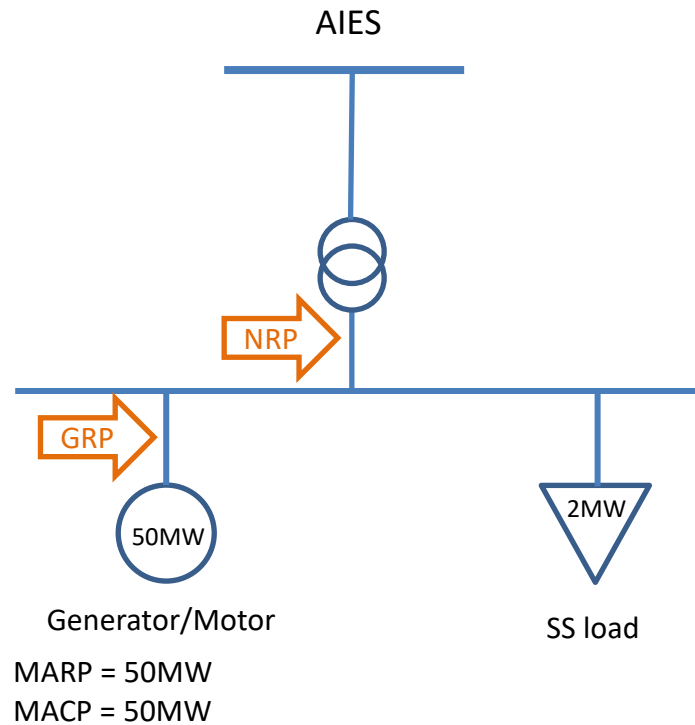 AIES
NRP
GRP
50MW
2MW
Generator/Motor
SS load
MARP = 50MW
MACP = 50MW